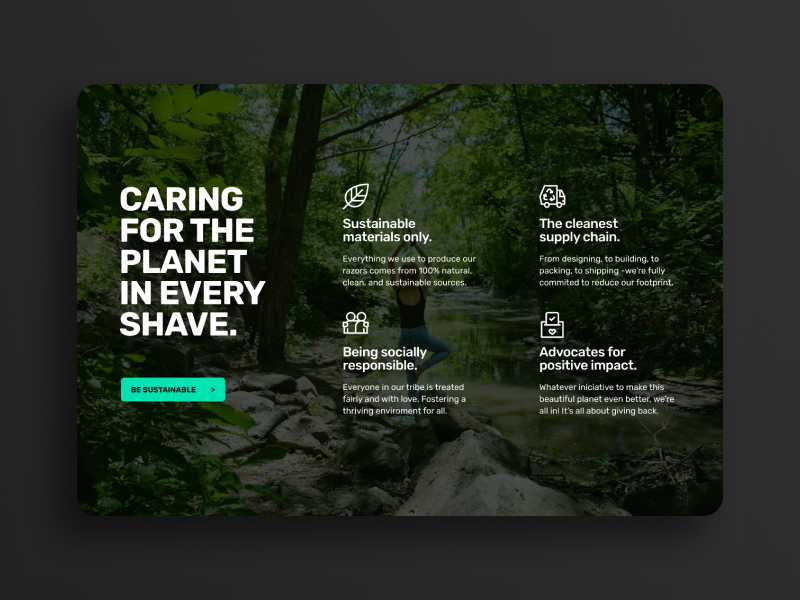 CARING
FOR THE
PLANET
IN EVERY
SHAVE.
BE SUSTAINABLE >
Sustainable
materials only.
Everything we use to produce our
razors comes from 100% natural,
clean, and sustainable sources.
The cleanest
supply chain.
From designing, to building, to
packing, to shipping -we're fully
commited to reduce our footprint.
Being socially
responsible.
Everyone in our tribe is treated
fairly and with love. Fostering a
thriving enviroment for all.
Advocates for
positive impact.
Whatever iniciative to make this
beautiful planet even better, we're
all in! It's all about giving back.